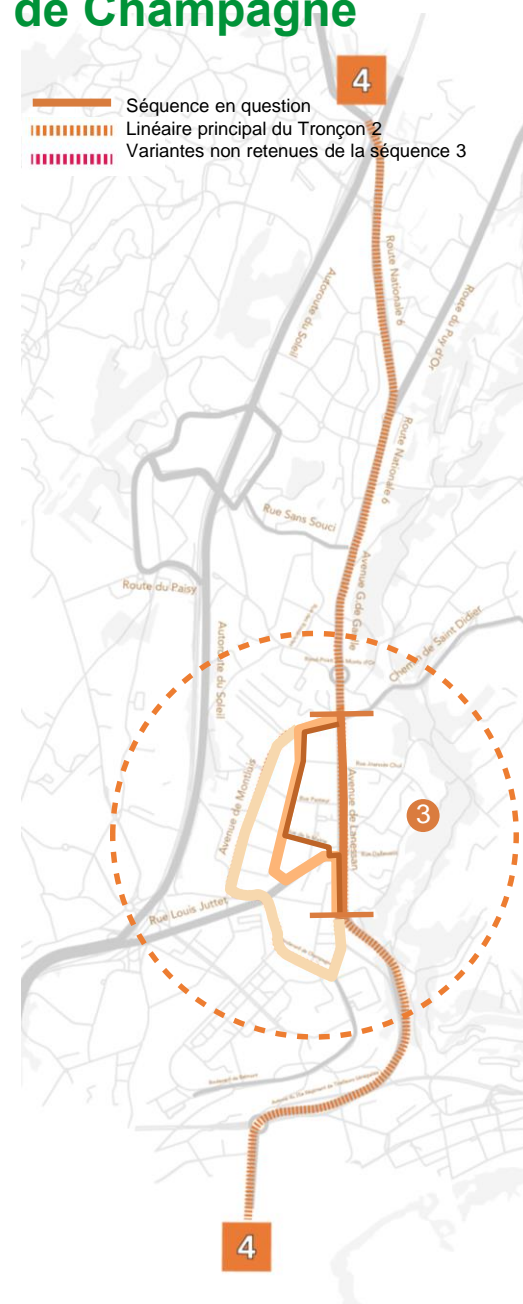 de Champagne
4
Séquence en question
Linéaire principal du Tronçon 2
Variantes non retenues de la séquence 3
Route Nationale 6
Autoroute du Soleil
Route du Puy d'Or
Route Nationale 6
Rue Sans Souci
Avenue G.de Gaulle
Route du Paisy
Autoroute du Soleil
Chemin de Saint Didier
Avenue de Montlouis
Avenue de Lanessan
3
Rue Louis Juttet
Boulevard de Champagne
4